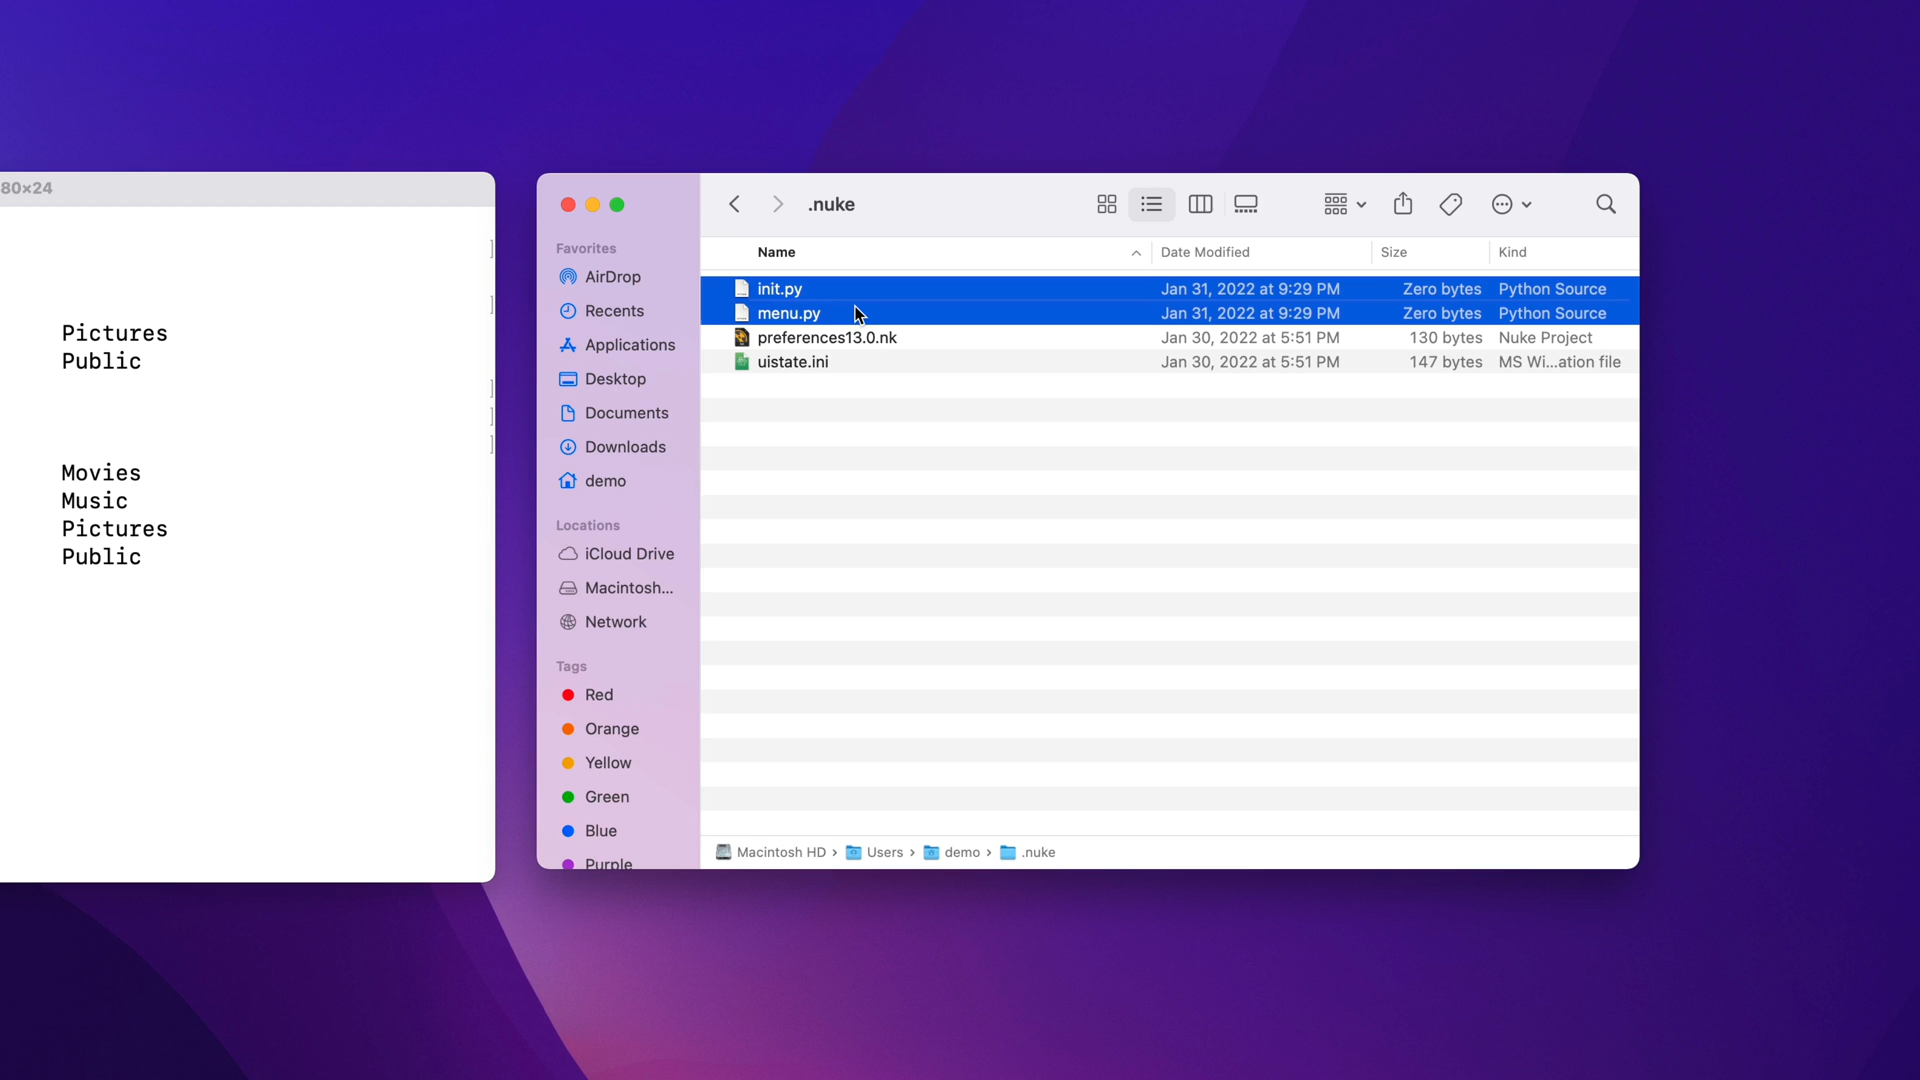 80×24
]
]
Pictures
Public
]
]
]
Movies
Music
Pictures
Public
.nuke
Favorites
AirDrop
Recents
Applications
Desktop
Documents
Downloads
demo
Locations
iCloud Drive
Macintosh...
Network
Tags
Red
Orange
Yellow
Green
Blue
Purple
Name Date Modified Size Kind
init.py Jan 31, 2022 at 9:29 PM Zero bytes Python Source
menu.py Jan 31, 2022 at 9:29 PM Zero bytes Python Source
preferences13.0.nk Jan 30, 2022 at 5:51 PM 130 bytes Nuke Project
uistate.ini Jan 30, 2022 at 5:51 PM 147 bytes MS Wi...ation file
Macintosh HD › Users › demo › .nuke